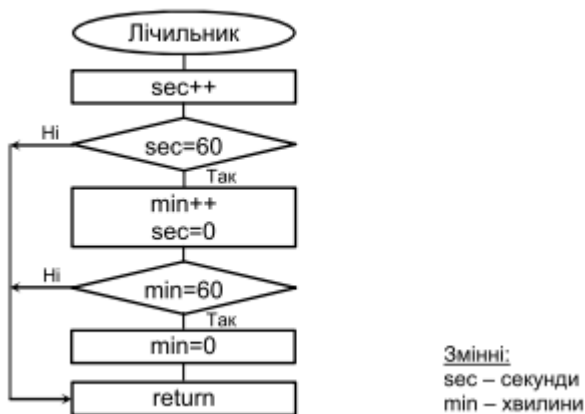 Лічильник
sec++
Ні
sec=60
Так
min++
sec=0
Ні
min=60
Так
min=0
return
Змінні:
sec – секунди
min – хвилини